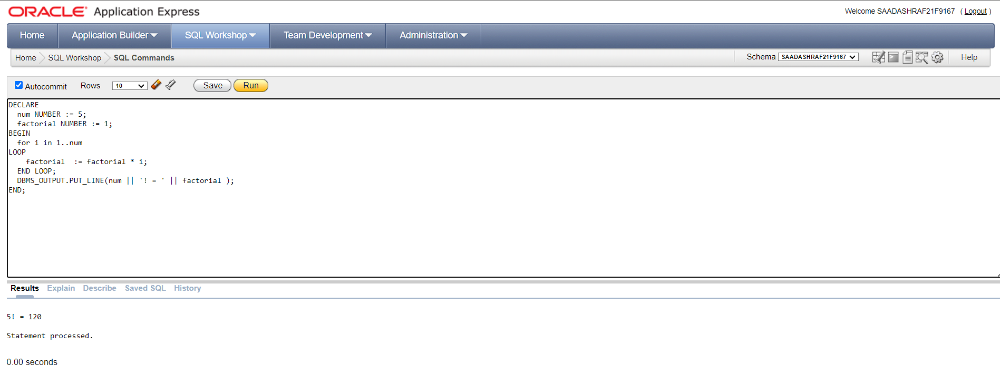 ORACLE Application Express
Welcome SAADASHRAF21F9167 ( Logout )
Home Application Builder SQL Workshop Team Development Administration
Home SQL Workshop SQL Commands Schema SAADASHRAF21F9167 Help
Autocommit Rows 10 Save Run
DECLARE
  num NUMBER := 5;
  factorial NUMBER := 1;
BEGIN
  for i in 1..num
LOOP
    factorial  := factorial * i;
  END LOOP;
  DBMS_OUTPUT.PUT_LINE(num || '! = ' || factorial );
END;
Results Explain Describe Saved SQL History
5! = 120
Statement processed.
0.00 seconds